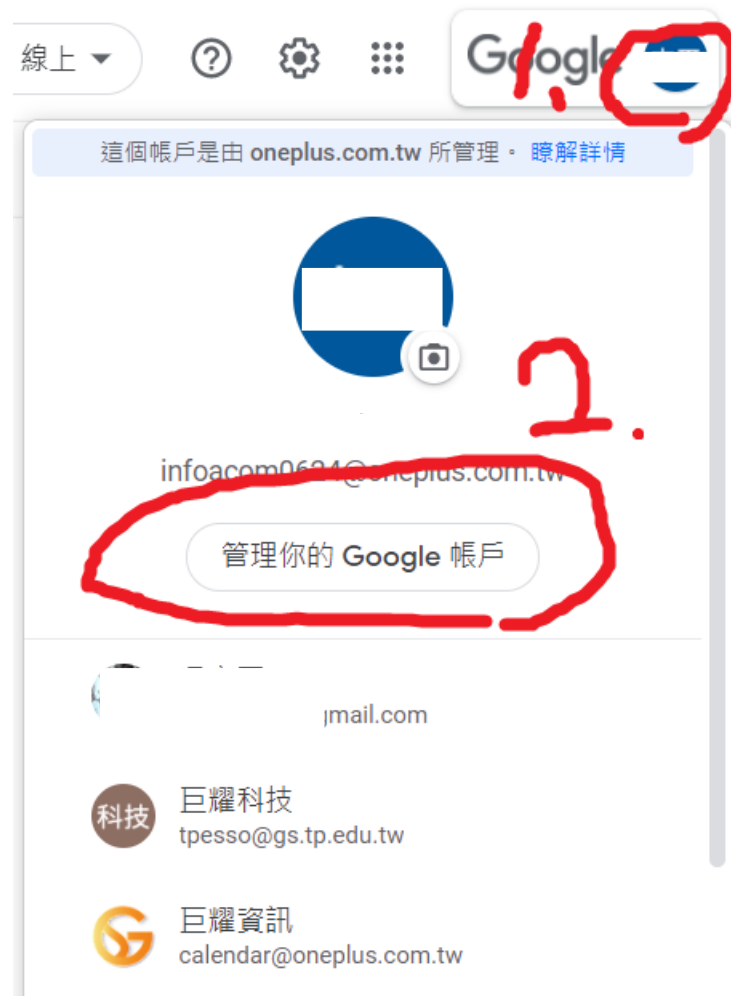 線上
Google
1.
這個帳戶是由 oneplus.com.tw 所管理。 瞭解詳情
2.
infoacom0624@oneplus.com.tw
管理你的 Google 帳戶
gmail.com
科技
巨耀科技
tpesso@gs.tp.edu.tw
巨耀資訊
calendar@oneplus.com.tw